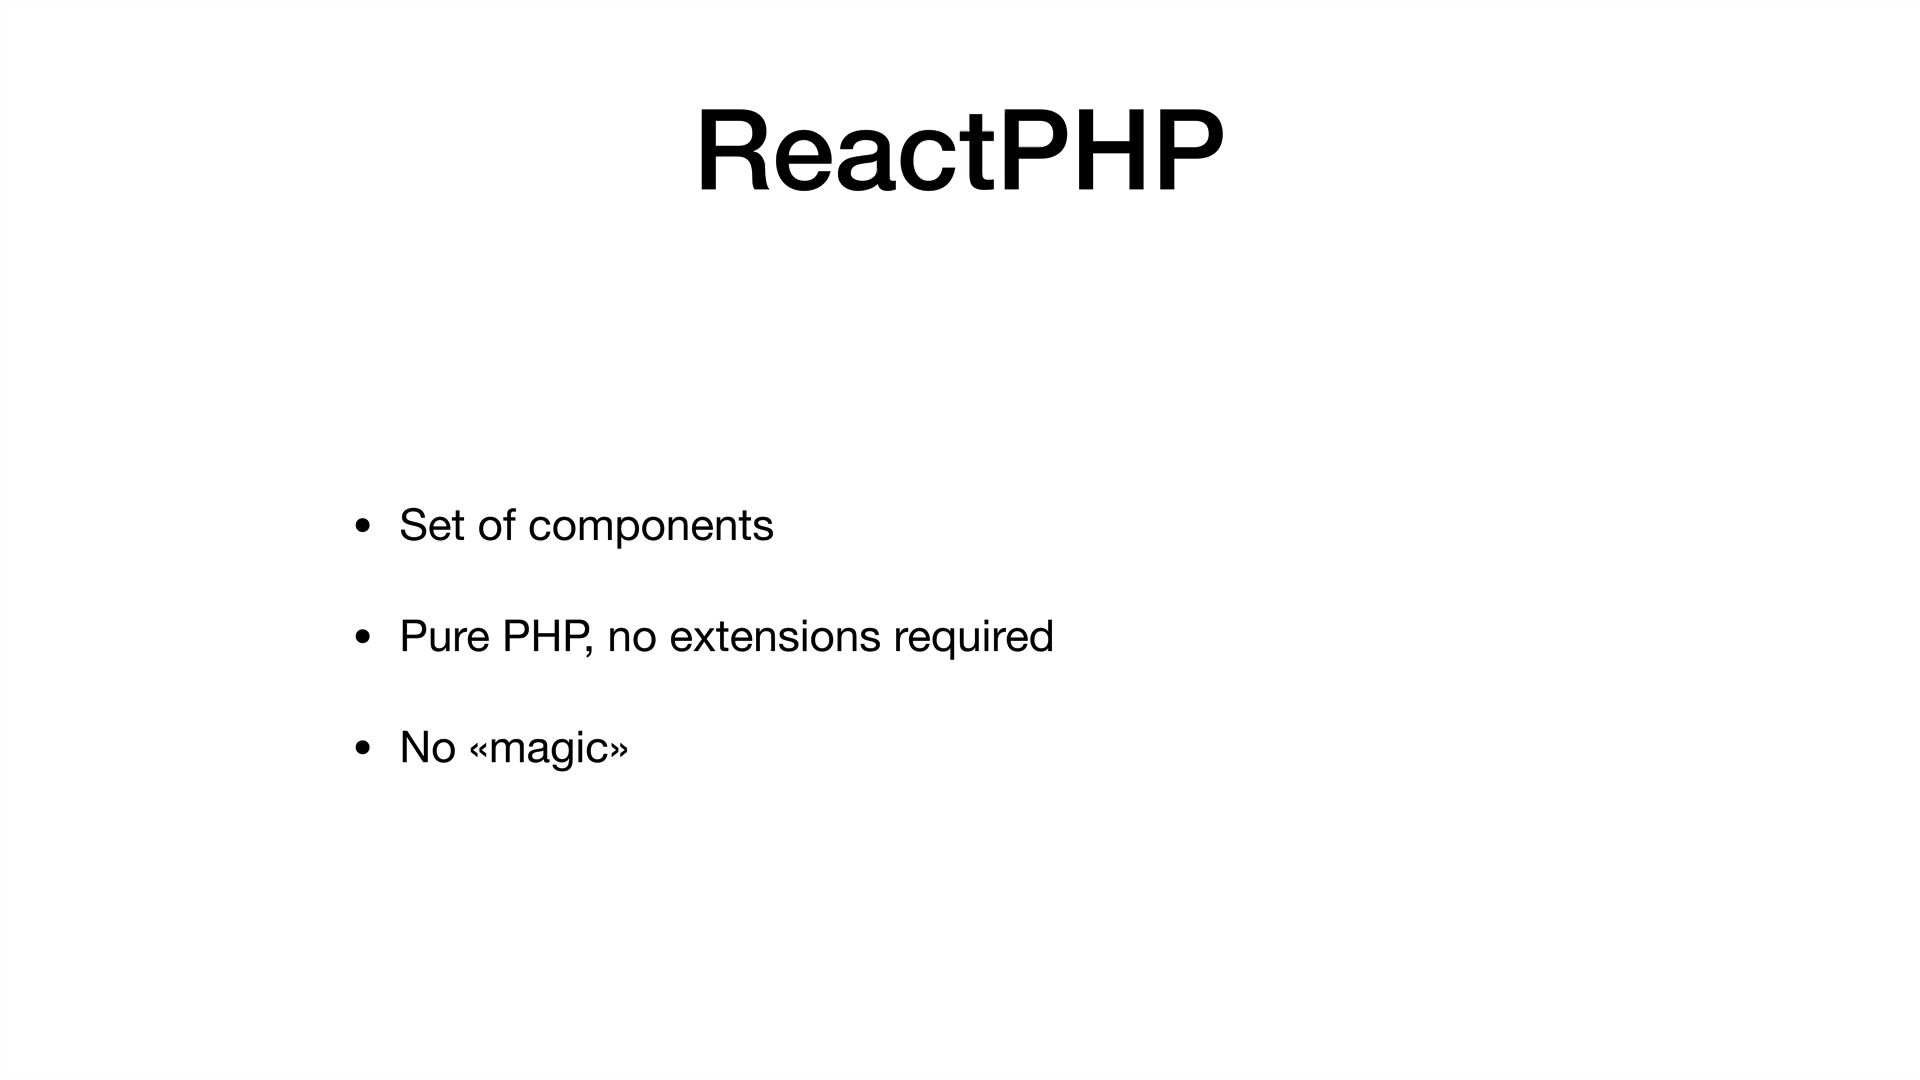 ReactPHP
• Set of components
• Pure PHP, no extensions required
• No «magic»